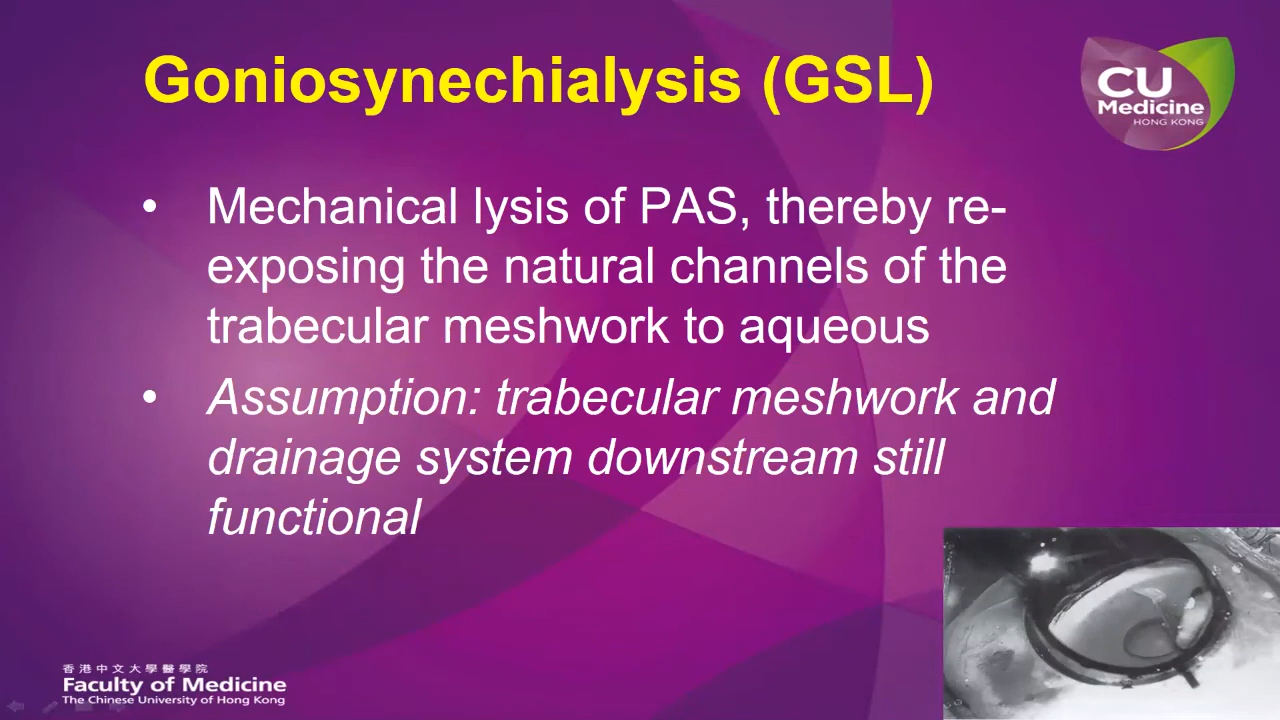 Goniosynechialysis (GSL)
CU
Medicine
HONG KONG
• Mechanical lysis of PAS, thereby re-
exposing the natural channels of the
trabecular meshwork to aqueous
• Assumption: trabecular meshwork and
drainage system downstream still
functional
香港中文大學醫學院
Faculty of Medicine
The Chinese University of Hong Kong